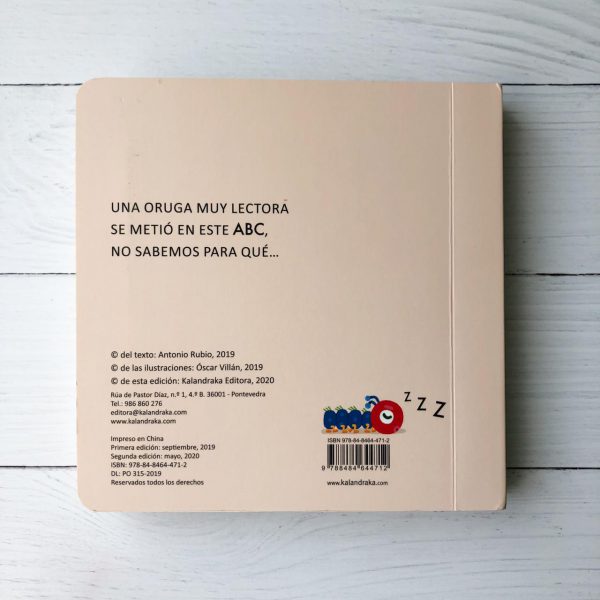 UNA ORUGA MUY LECTORA
SE METIÓ EN ESTE ABC,
NO SABEMOS PARA QUÉ...
© del texto: Antonio Rubio, 2019
© de las ilustraciones: Óscar Villán, 2019
© de esta edición: Kalandraka Editora, 2020
Rúa de Pastor Díaz, n.º 1, 4.º B. 36001 - Pontevedra
Tel.: 986 860 276
editora@kalandraka.com
www.kalandraka.com
Impreso en China
Primera edición: septiembre, 2019
Segunda edición: mayo, 2020
ISBN: 978-84-8464-471-2
DL: PO 315-2019
Reservados todos los derechos
Z Z Z
ISBN 978-84-8464-471-2
9 788484 644712
www.kalandraka.com